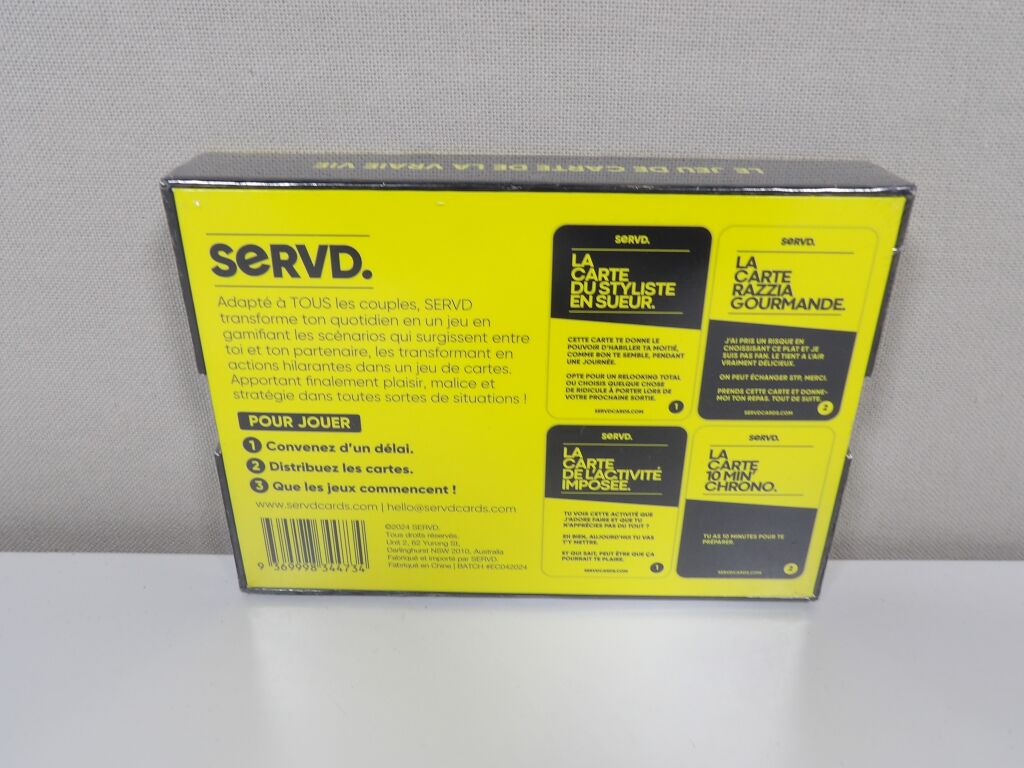 LE JEU DE CARTE DE LA VRAIE VIE
SERVD.
Adapté à TOUS les couples, SERVD
transforme ton quotidien en un jeu en
gamifiant les scénarios qui surgissent entre
toi et ton partenaire, les transformant en
actions hilarantes dans un jeu de cartes.
Apportant finalement plaisir, malice et
stratégie dans toutes sortes de situations !
POUR JOUER
1 Convenez d'un délai.
2 Distribuez les cartes.
3 Que les jeux commencent !
www.servdcards.com | hello@servdcards.com
9 369998 344734
©2024 SERVD.
Tous droits réservés.
Unit 2, 62 Yurong St,
Darlinghurst NSW 2010, Australia
Fabriqué et importé par SERVD.
Fabriqué en Chine | BATCH #EC042024
SERVD.
LA
CARTE
DU STYLISTE
EN SUEUR.
CETTE CARTE TE DONNE LE
POUVOIR D'HABILLER TA MOITIÉ,
COMME BON TE SEMBLE, PENDANT
UNE JOURNÉE.
OPTE POUR UN RELOOKING TOTAL
OU CHOISIS QUELQUE CHOSE
DE RIDICULE À PORTER LORS DE
VOTRE PROCHAINE SORTIE.
SERVDCARDS.COM
1
SERVD.
LA
CARTE
RAZZIA
GOURMANDE.
J'AI PRIS UN RISQUE EN
CHOISISSANT CE PLAT ET JE
SUIS PAS FAN. LE TIENT A L'AIR
VRAIMENT DÉLICIEUX.
ON PEUT ÉCHANGER STP, MERCI.
PRENDS CETTE CARTE ET DONNE-
MOI TON REPAS. TOUT DE SUITE.
SERVDCARDS.COM
2
SERVD.
LA
CARTE
DE L'ACTIVITÉ
IMPOSÉE.
TU VOIS CETTE ACTIVITÉ QUE
J'ADORE FAIRE ET QUE TU
N'APPRÉCIES PAS DU TOUT ?
EH BIEN, AUJOURD'HUI TU VAS
T'Y METTRE.
ET QUI SAIT, PEUT ÊTRE QUE ÇA
POURRAIT TE PLAIRE.
SERVDCARDS.COM
1
SERVD.
LA
CARTE
10 MIN'
CHRONO.
TU AS 10 MINUTES POUR TE
PRÉPARER.
SERVDCARDS.COM
2